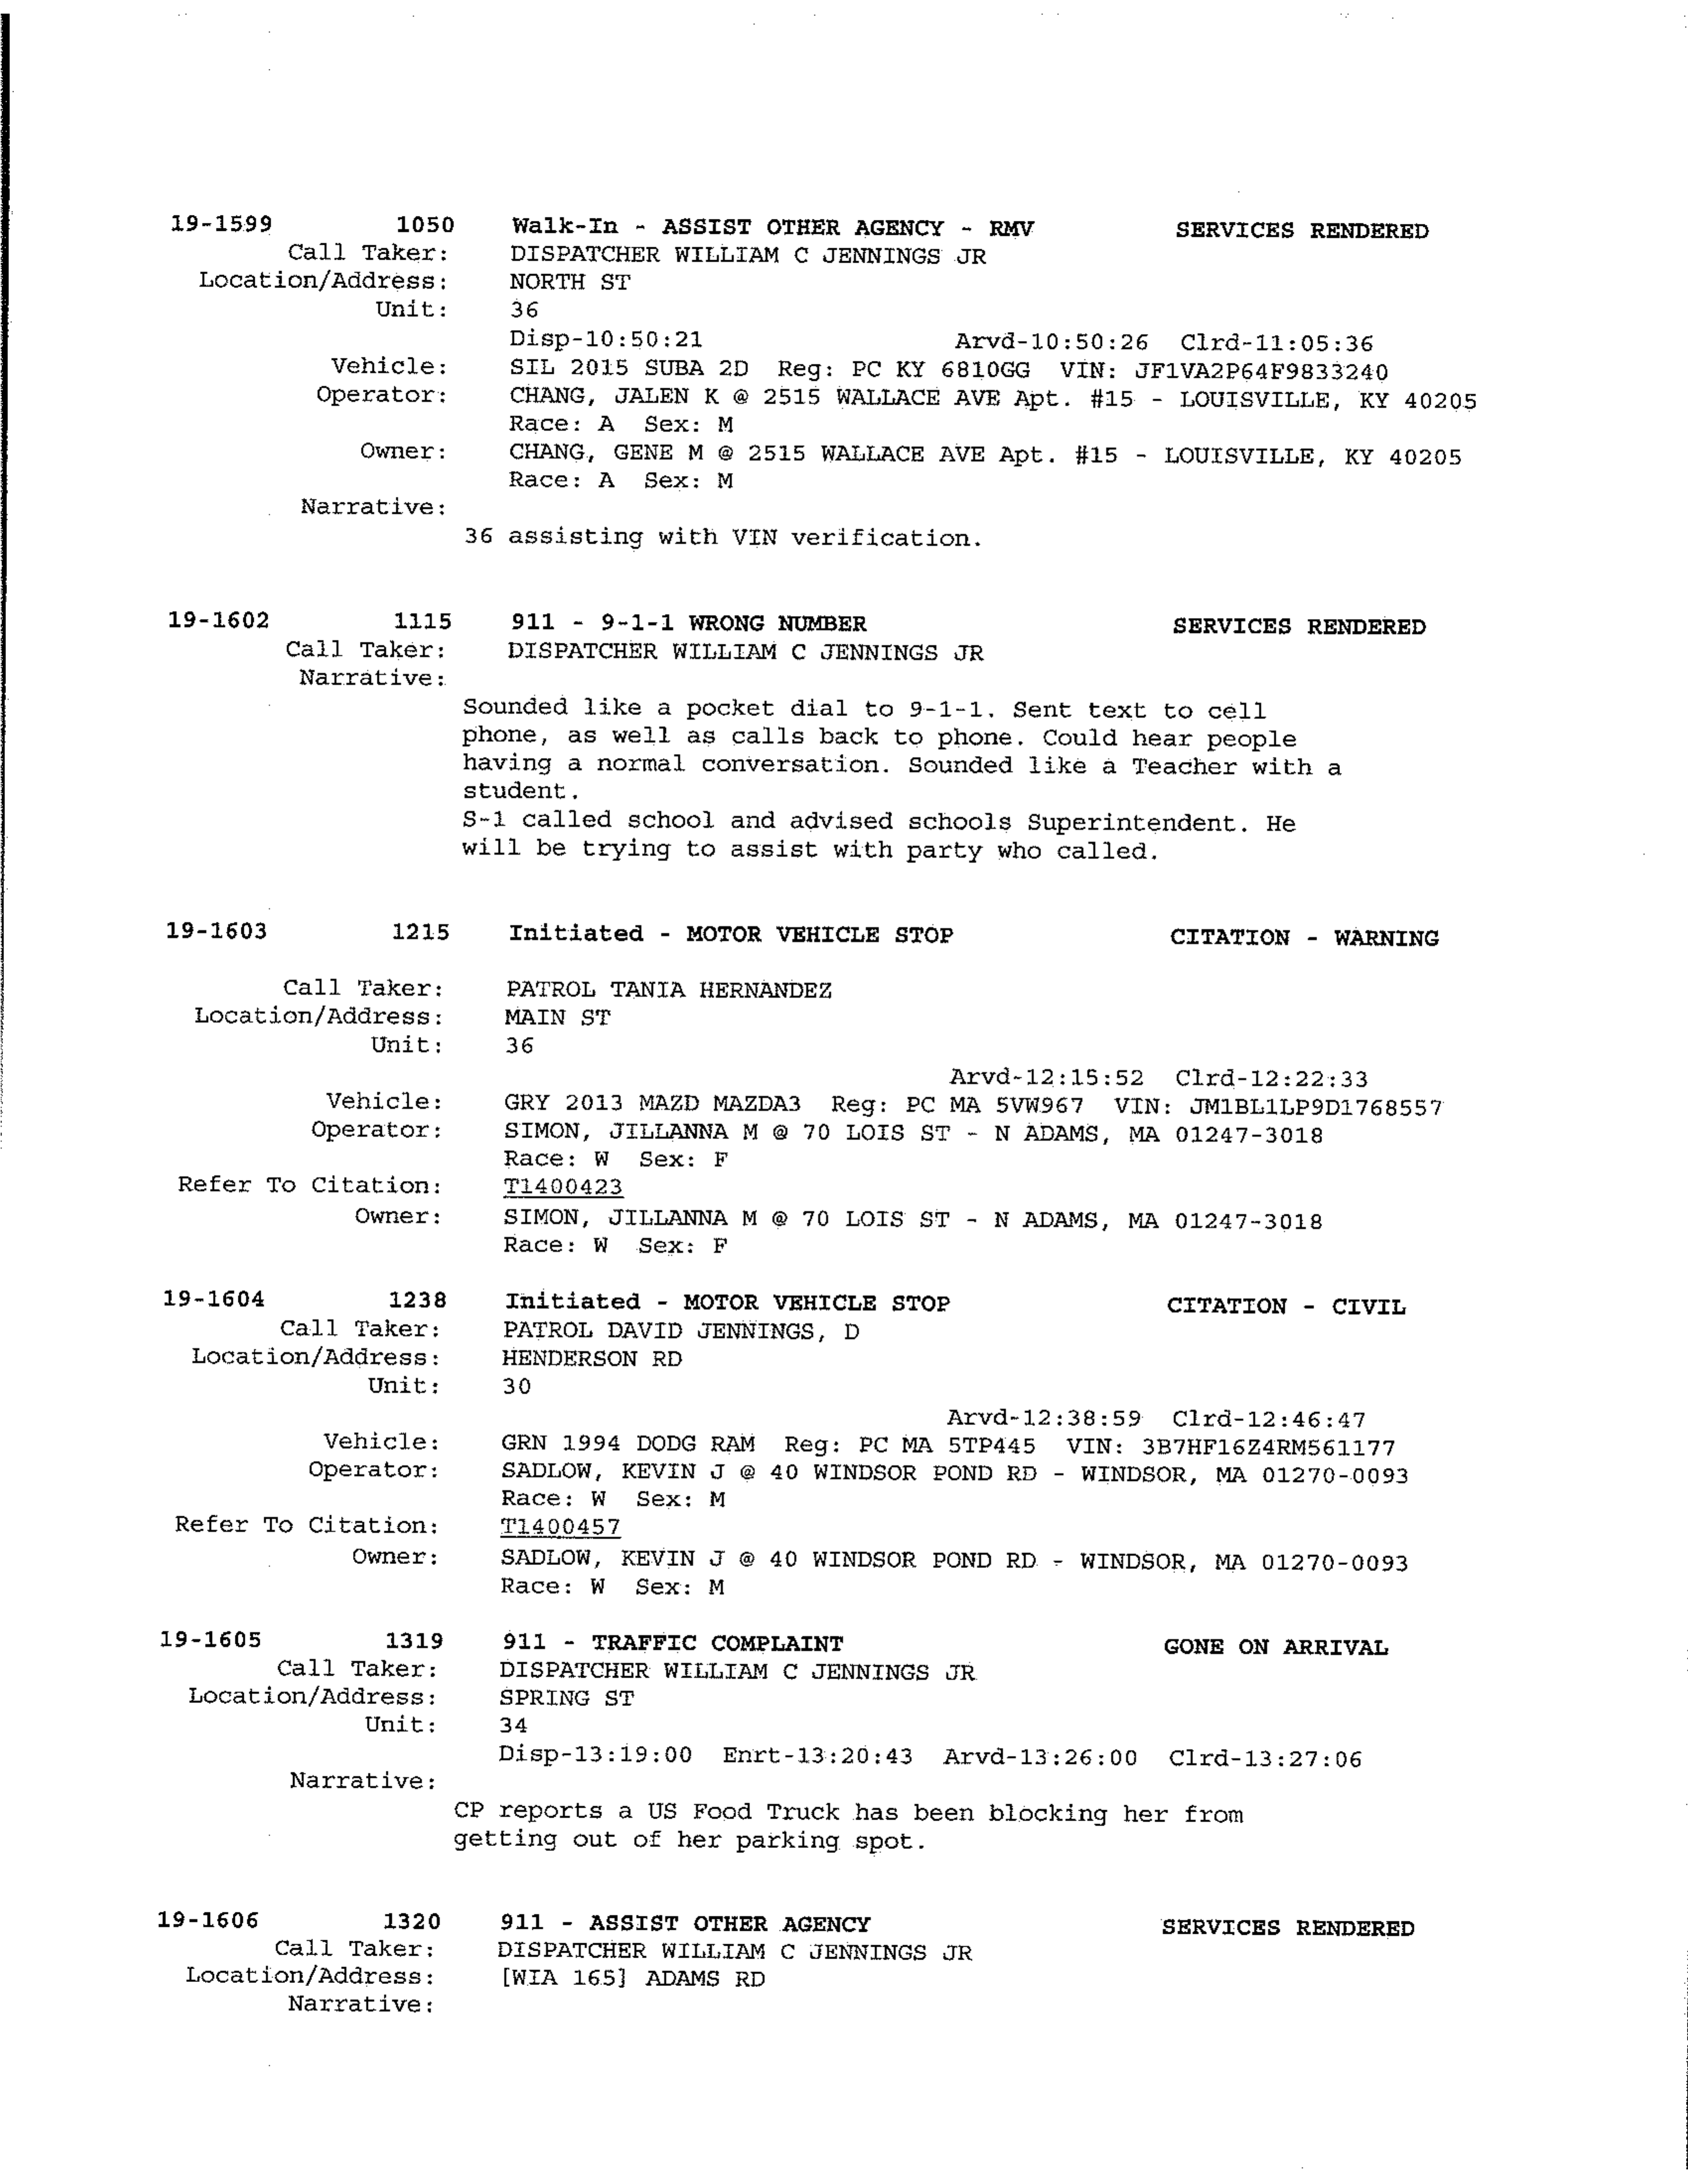 19-1599 1050 Walk-In - ASSIST OTHER AGENCY - RMV SERVICES RENDERED
Call Taker: DISPATCHER WILLIAM C JENNINGS JR
Location/Address: NORTH ST
Unit: 36
Disp-10:50:21 Arvd-10:50:26 Clrd-11:05:36
Vehicle: SIL 2015 SUBA 2D Reg: PC KY 6810GG VIN: JF1VA2P64F9833240
Operator: CHANG, JALEN K @ 2515 WALLACE AVE Apt. #15 - LOUISVILLE, KY 40205
Race: A Sex: M
Owner: CHANG, GENE M @ 2515 WALLACE AVE Apt. #15 - LOUISVILLE, KY 40205
Race: A Sex: M
Narrative:
36 assisting with VIN verification.
19-1602 1115 911 - 9-1-1 WRONG NUMBER SERVICES RENDERED
Call Taker: DISPATCHER WILLIAM C JENNINGS JR
Narrative:
Sounded like a pocket dial to 9-1-1. Sent text to cell
phone, as well as calls back to phone. Could hear people
having a normal conversation. Sounded like a Teacher with a
student.
S-1 called school and advised schools Superintendent. He
will be trying to assist with party who called.
19-1603 1215 Initiated - MOTOR VEHICLE STOP CITATION - WARNING
Call Taker: PATROL TANIA HERNANDEZ
Location/Address: MAIN ST
Unit: 36
Arvd-12:15:52 Clrd-12:22:33
Vehicle: GRY 2013 MAZD MAZDA3 Reg: PC MA 5VW967 VIN: JM1BL1LP9D1768557
Operator: SIMON, JILLANNA M @ 70 LOIS ST - N ADAMS, MA 01247-3018
Race: W Sex: F
Refer To Citation: T1400423
Owner: SIMON, JILLANNA M @ 70 LOIS ST - N ADAMS, MA 01247-3018
Race: W Sex: F
19-1604 1238 Initiated - MOTOR VEHICLE STOP CITATION - CIVIL
Call Taker: PATROL DAVID JENNINGS, D
Location/Address: HENDERSON RD
Unit: 30
Arvd-12:38:59 Clrd-12:46:47
Vehicle: GRN 1994 DODG RAM Reg: PC MA 5TP445 VIN: 3B7HF16Z4RM561177
Operator: SADLOW, KEVIN J @ 40 WINDSOR POND RD - WINDSOR, MA 01270-0093
Race: W Sex: M
Refer To Citation: T1400457
Owner: SADLOW, KEVIN J @ 40 WINDSOR POND RD - WINDSOR, MA 01270-0093
Race: W Sex: M
19-1605 1319 911 - TRAFFIC COMPLAINT GONE ON ARRIVAL
Call Taker: DISPATCHER WILLIAM C JENNINGS JR
Location/Address: SPRING ST
Unit: 34
Disp-13:19:00 Enrt-13:20:43 Arvd-13:26:00 Clrd-13:27:06
Narrative:
CP reports a US Food Truck has been blocking her from
getting out of her parking spot.
19-1606 1320 911 - ASSIST OTHER AGENCY SERVICES RENDERED
Call Taker: DISPATCHER WILLIAM C JENNINGS JR
Location/Address: [WIA 165] ADAMS RD
Narrative: